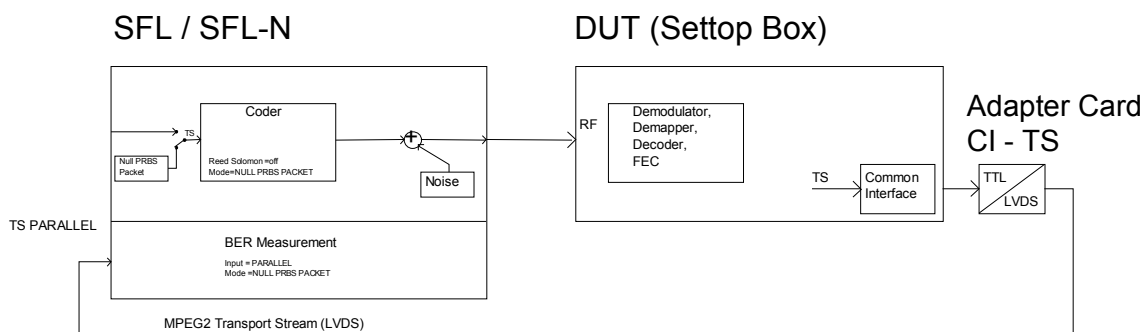 SFL / SFL-N
DUT (Settop Box)
Adapter Card
CI - TS
Coder
TS
Null PRBS
Packet
Reed Solomon =off
Mode=NULL PRBS PACKET
+
Noise
RF
Demodulator,
Demapper,
Decoder,
FEC
TS
Common
Interface
TTL
LVDS
TS PARALLEL
BER Measurement
Input = PARALLEL
Mode =NULL PRBS PACKET
MPEG2 Transport Stream (LVDS)